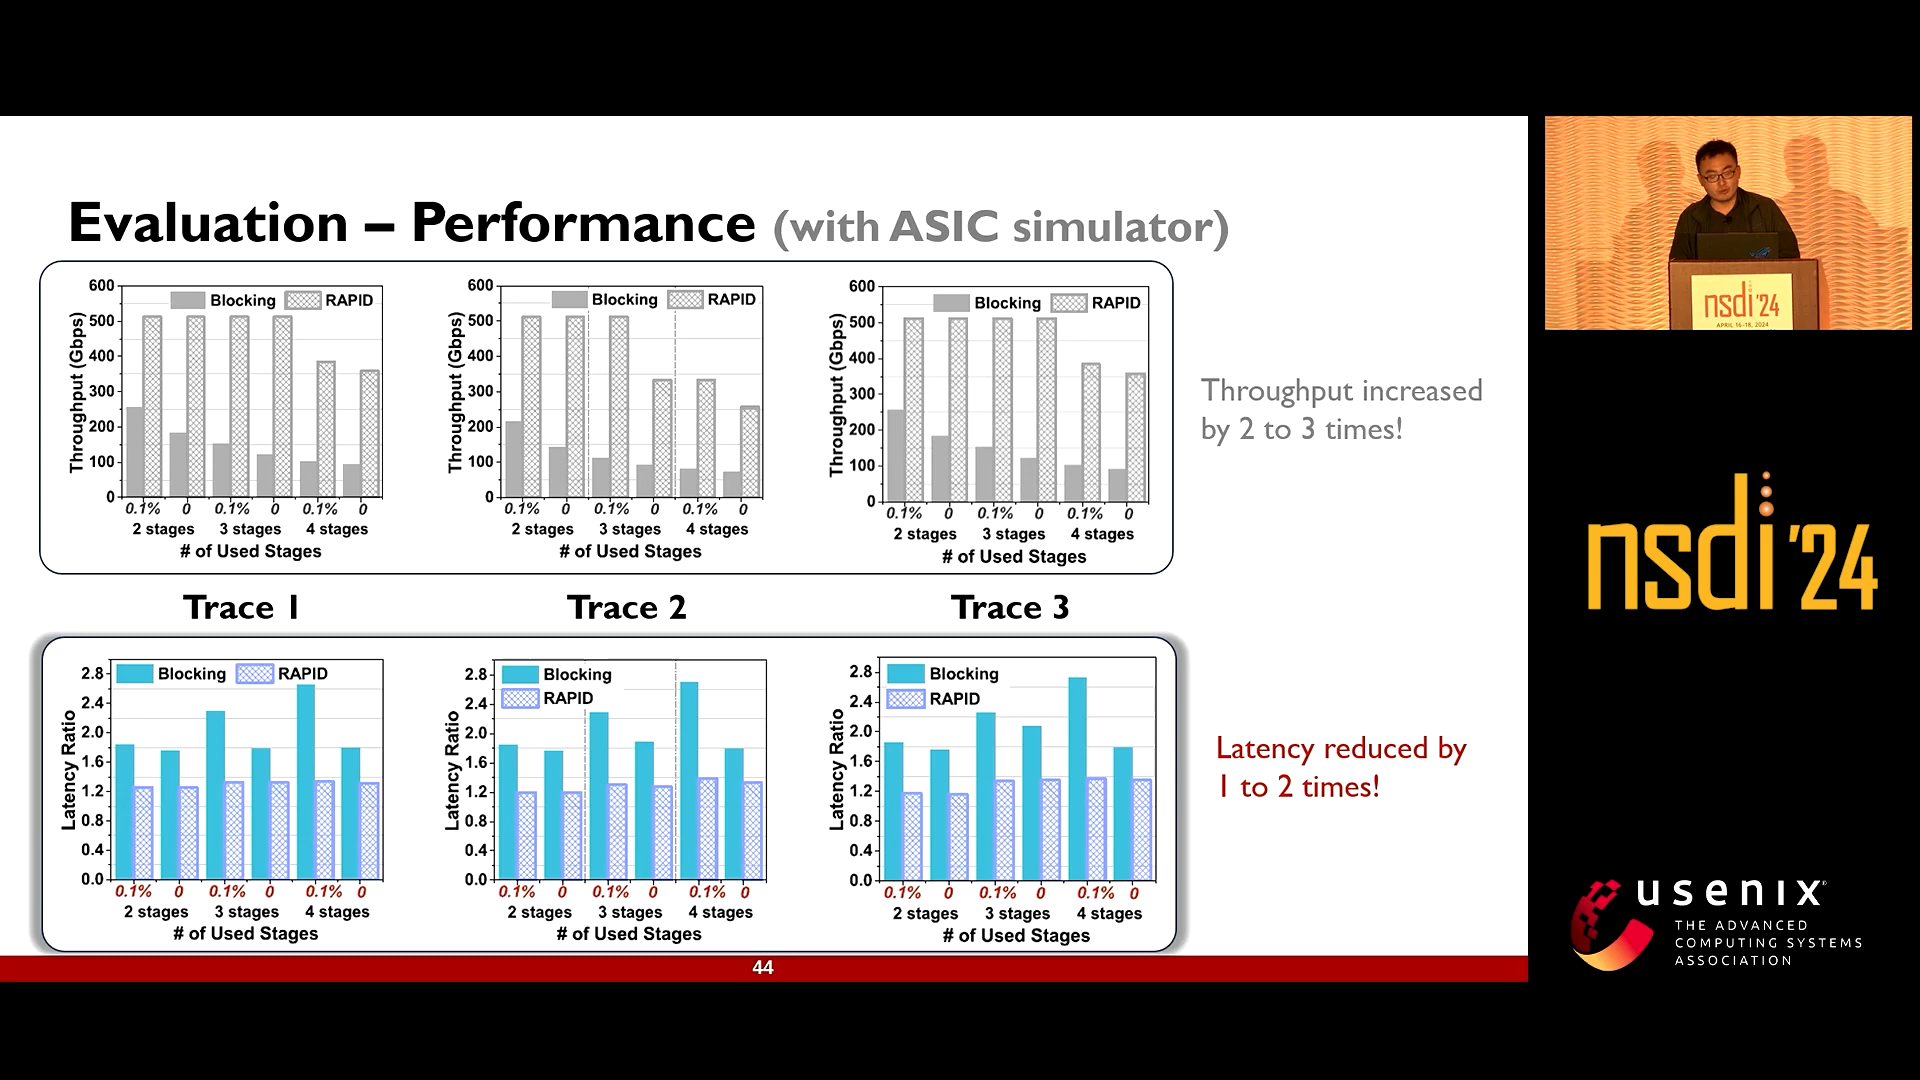 Evaluation – Performance (with ASIC simulator)
600
500
400
300
200
100
0
Throughput (Gbps)
Blocking RAPID
0.1% 0 0.1% 0 0.1% 0
2 stages 3 stages 4 stages
# of Used Stages
600
500
400
300
200
100
0
Throughput (Gbps)
Blocking RAPID
0.1% 0 0.1% 0 0.1% 0
2 stages 3 stages 4 stages
# of Used Stages
600
500
400
300
200
100
0
Throughput (Gbps)
Blocking RAPID
0.1% 0 0.1% 0 0.1% 0
2 stages 3 stages 4 stages
# of Used Stages
Throughput increased
by 2 to 3 times!
Trace 1
Trace 2
Trace 3
2.8
2.4
2.0
1.6
1.2
0.8
0.4
0.0
Latency Ratio
Blocking RAPID
0.1% 0 0.1% 0 0.1% 0
2 stages 3 stages 4 stages
# of Used Stages
2.8
2.4
2.0
1.6
1.2
0.8
0.4
0.0
Latency Ratio
Blocking
RAPID
0.1% 0 0.1% 0 0.1% 0
2 stages 3 stages 4 stages
# of Used Stages
2.8
2.4
2.0
1.6
1.2
0.8
0.4
0.0
Latency Ratio
Blocking
RAPID
0.1% 0 0.1% 0 0.1% 0
2 stages 3 stages 4 stages
# of Used Stages
Latency reduced by
1 to 2 times!
44
nsdi '24
APRIL 16–18, 2024
nsdi '24
usenix®
THE ADVANCED
COMPUTING SYSTEMS
ASSOCIATION